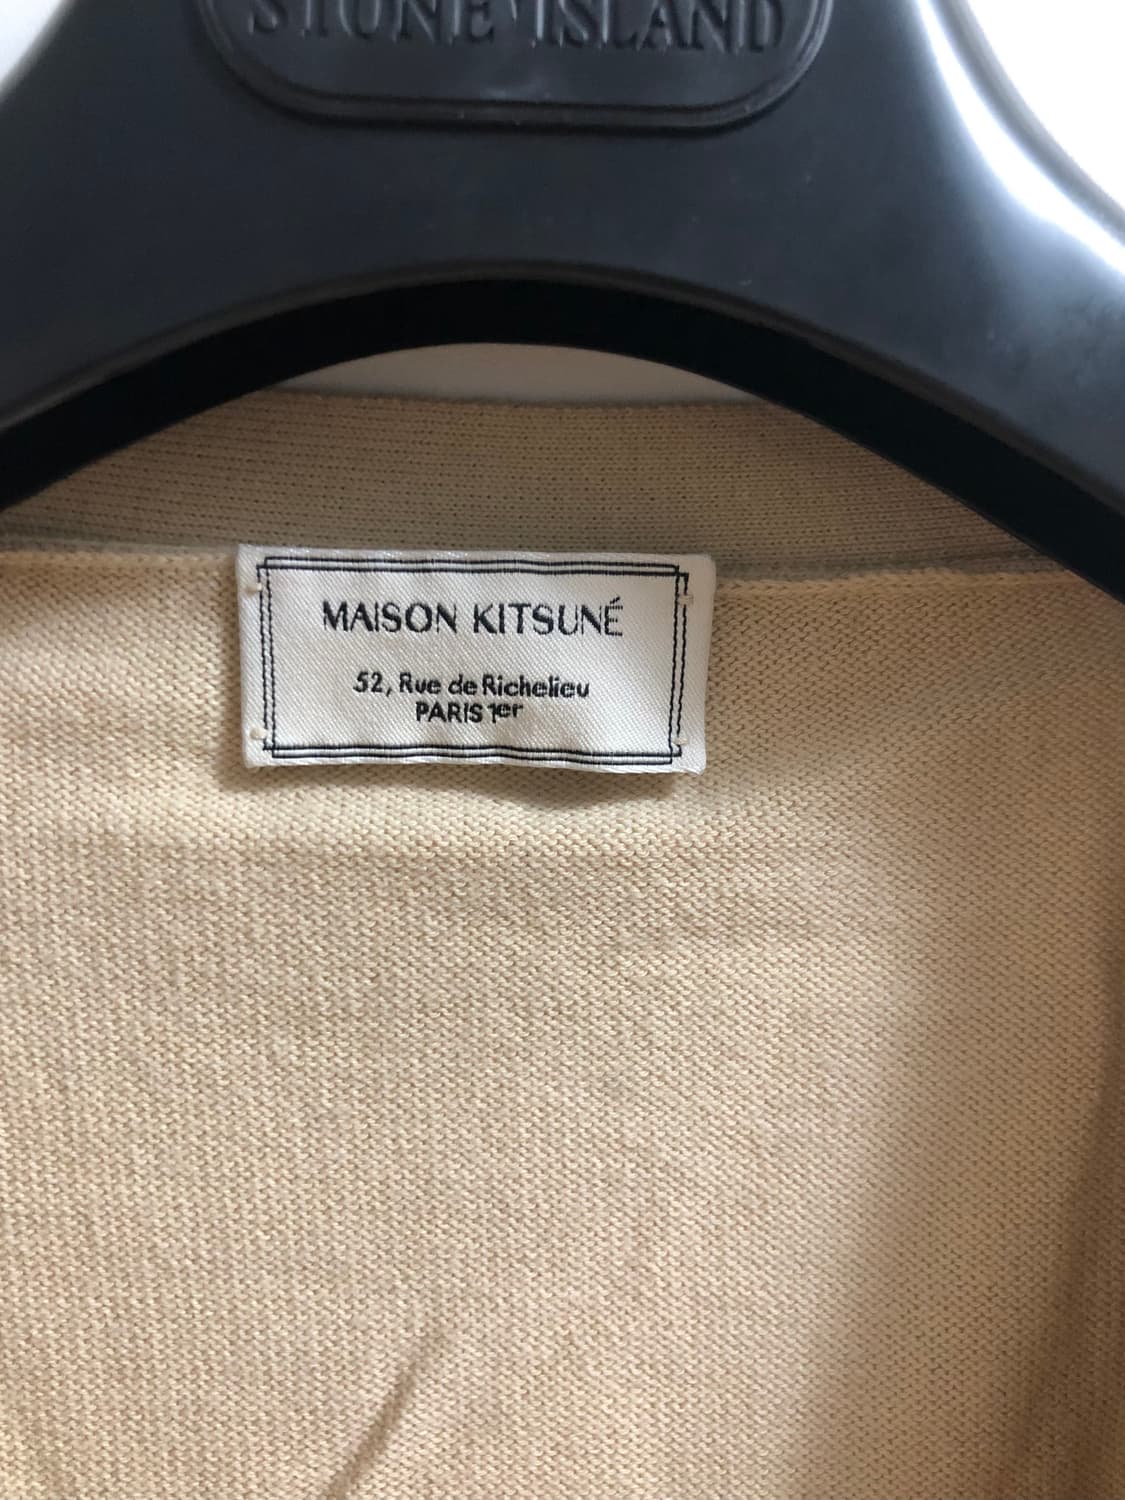 STONE ISLAND
MAISON KITSUNÉ
52, Rue de Richelieu
PARIS 1er